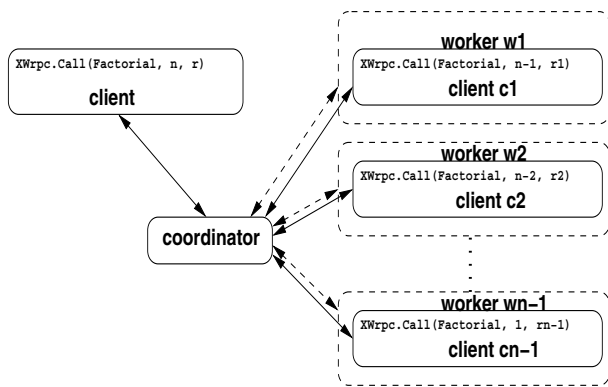 XWrpc.Call(Factorial, n, r)
client
coordinator
worker w1
XWrpc.Call(Factorial, n-1, r1)
client c1
worker w2
XWrpc.Call(Factorial, n-2, r2)
client c2
worker wn-1
XWrpc.Call(Factorial, 1, rn-1)
client cn-1